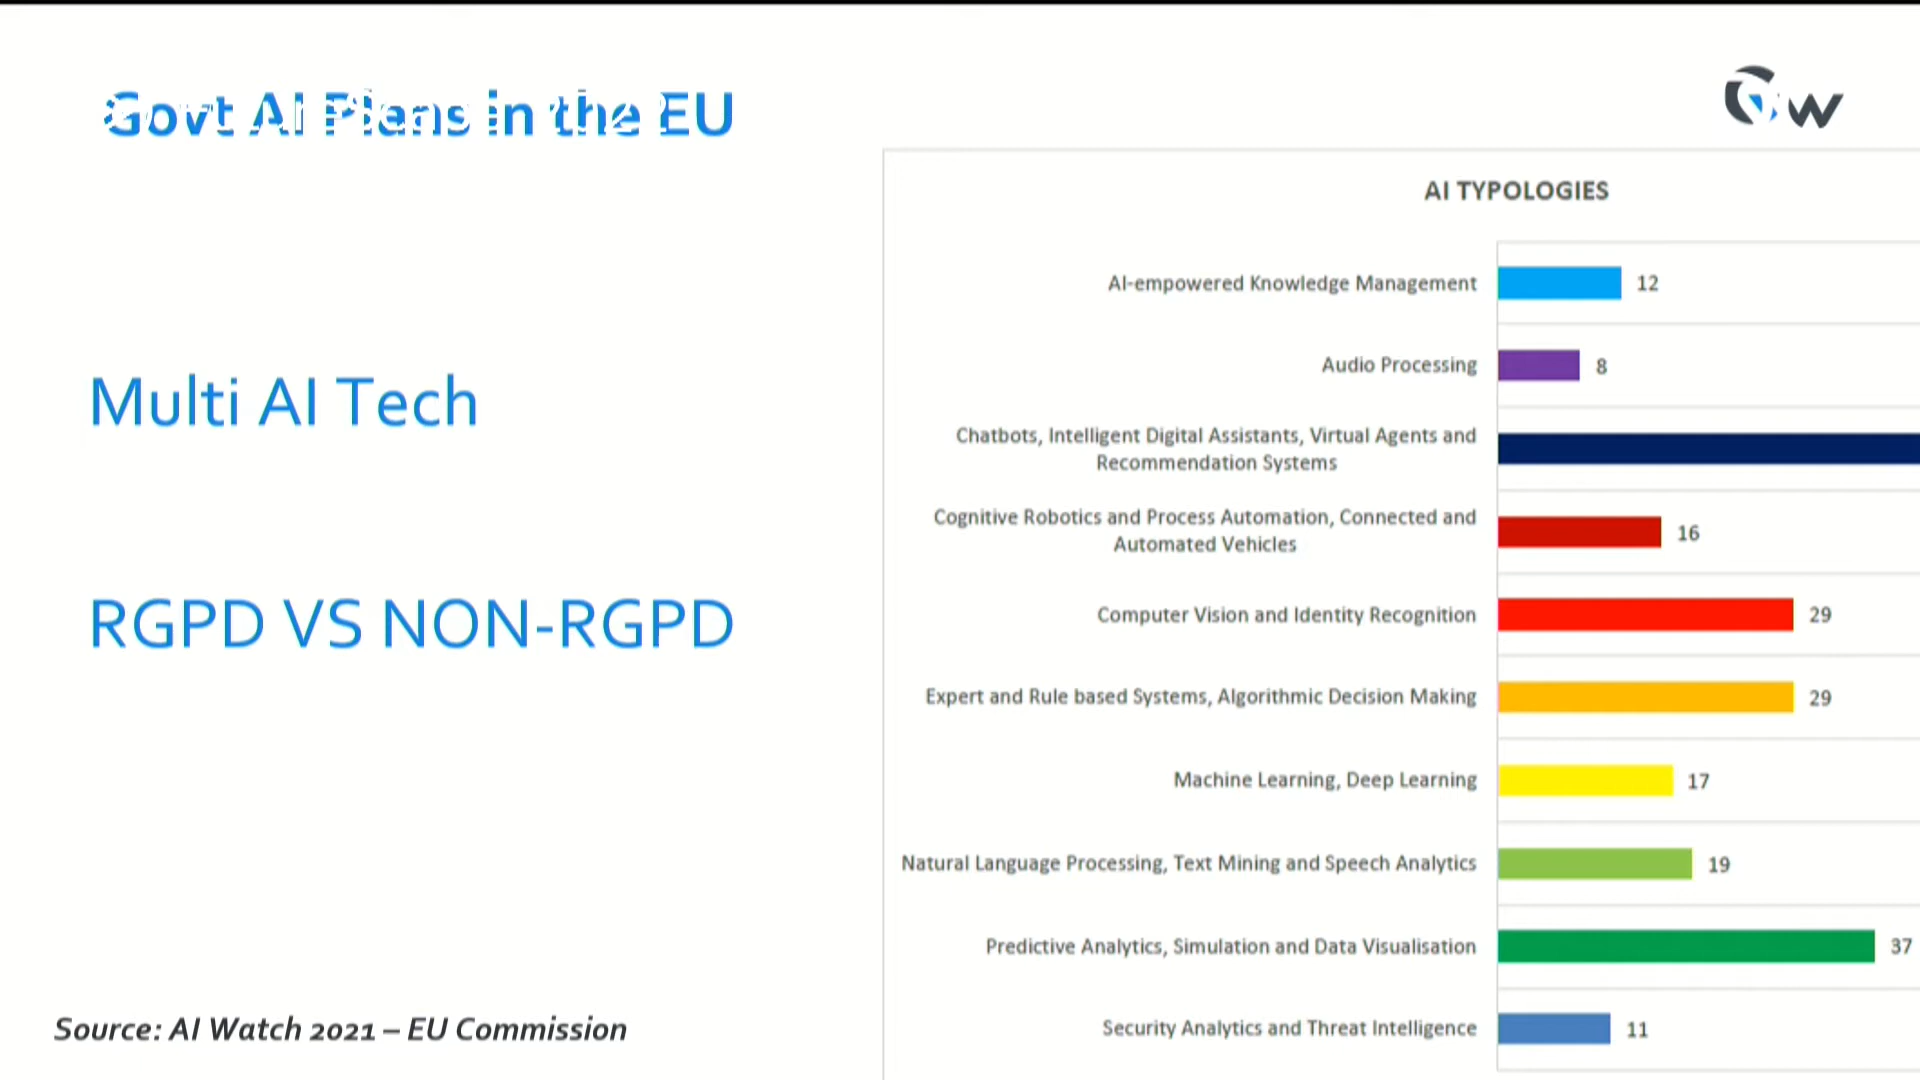 Govt AI Plans in the EU
Multi AI Tech
RGPD VS NON-RGPD
Source: AI Watch 2021 – EU Commission
AI TYPOLOGIES
AI-empowered Knowledge Management
12
Audio Processing
8
Chatbots, Intelligent Digital Assistants, Virtual Agents and
Recommendation Systems
Cognitive Robotics and Process Automation, Connected and
Automated Vehicles
16
Computer Vision and Identity Recognition
29
Expert and Rule based Systems, Algorithmic Decision Making
29
Machine Learning, Deep Learning
17
Natural Language Processing, Text Mining and Speech Analytics
19
Predictive Analytics, Simulation and Data Visualisation
37
Security Analytics and Threat Intelligence
11